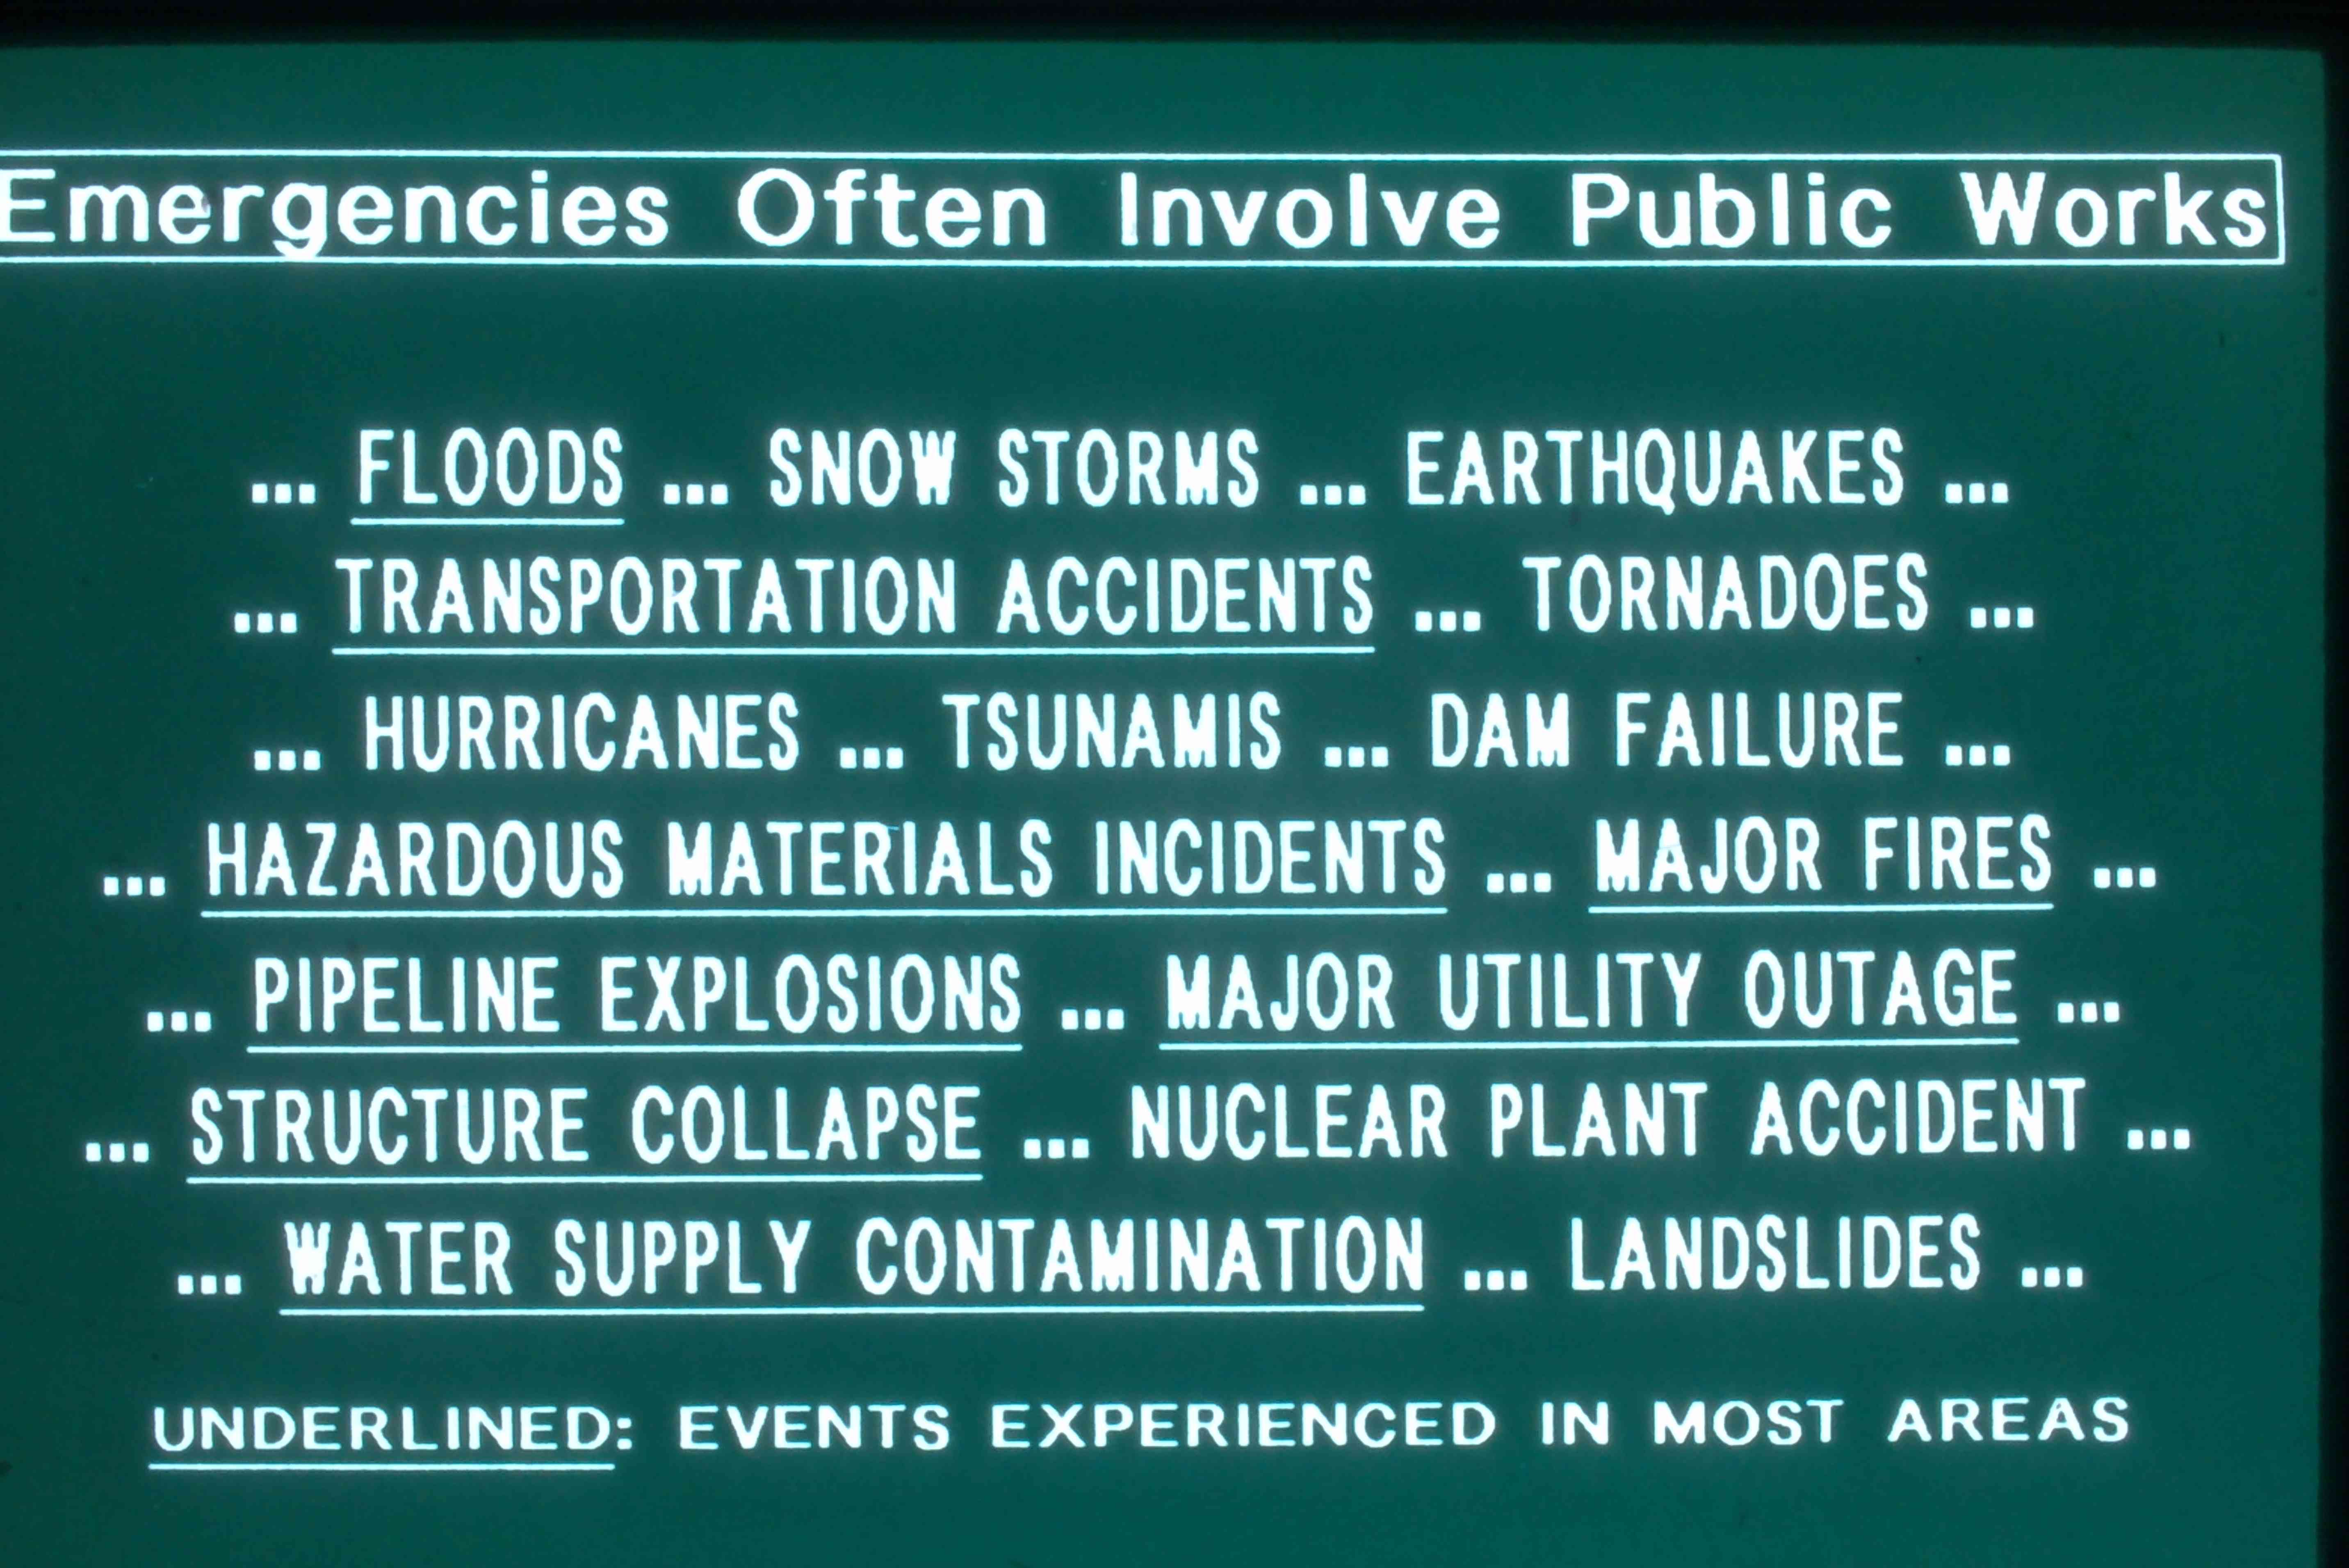 Emergencies Often Involve Public Works
... FLOODS ... SNOW STORMS ... EARTHQUAKES ...
... TRANSPORTATION ACCIDENTS ... TORNADOES ...
... HURRICANES ... TSUNAMIS ... DAM FAILURE ...
... HAZARDOUS MATERIALS INCIDENTS ... MAJOR FIRES ...
... PIPELINE EXPLOSIONS ... MAJOR UTILITY OUTAGE ...
... STRUCTURE COLLAPSE ... NUCLEAR PLANT ACCIDENT ...
... WATER SUPPLY CONTAMINATION ... LANDSLIDES ...
UNDERLINED: EVENTS EXPERIENCED IN MOST AREAS